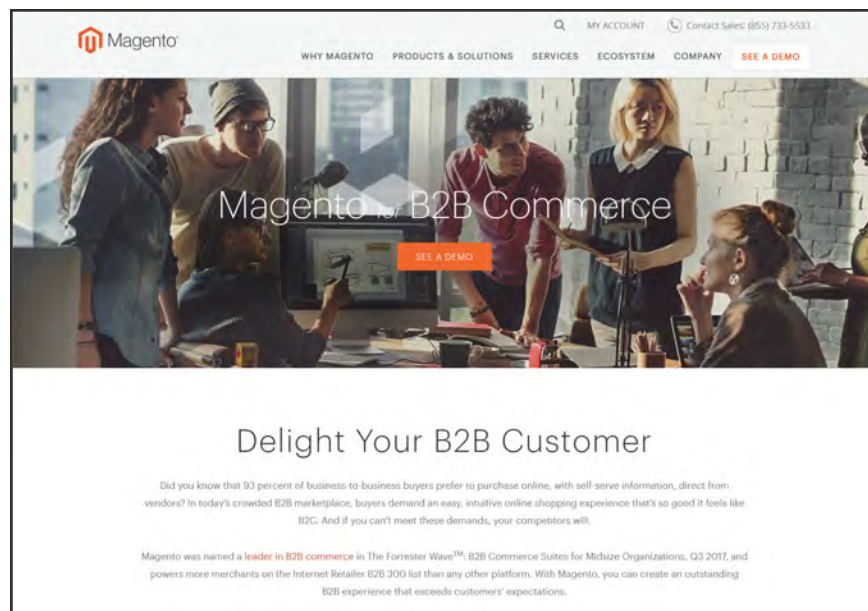 Magento
MY ACCOUNT
Contact Sales: (855) 733-5533
WHY MAGENTO
PRODUCTS & SOLUTIONS
SERVICES
ECOSYSTEM
COMPANY
SEE A DEMO
Magento for B2B Commerce
SEE A DEMO
Delight Your B2B Customer
Did you know that 93 percent of business-to-business buyers prefer to purchase online, with self-serve information, direct from
vendors? In today's crowded B2B marketplace, buyers demand an easy, intuitive online shopping experience that's so good it feels like
B2C. And if you can't meet these demands, your competitors will.
Magento was named a leader in B2B commerce in The Forrester Wave™: B2B Commerce Suites for Midsize Organizations, Q3 2017, and
powers more merchants on the Internet Retailer B2B 300 list than any other platform. With Magento, you can create an outstanding
B2B experience that exceeds customers' expectations.